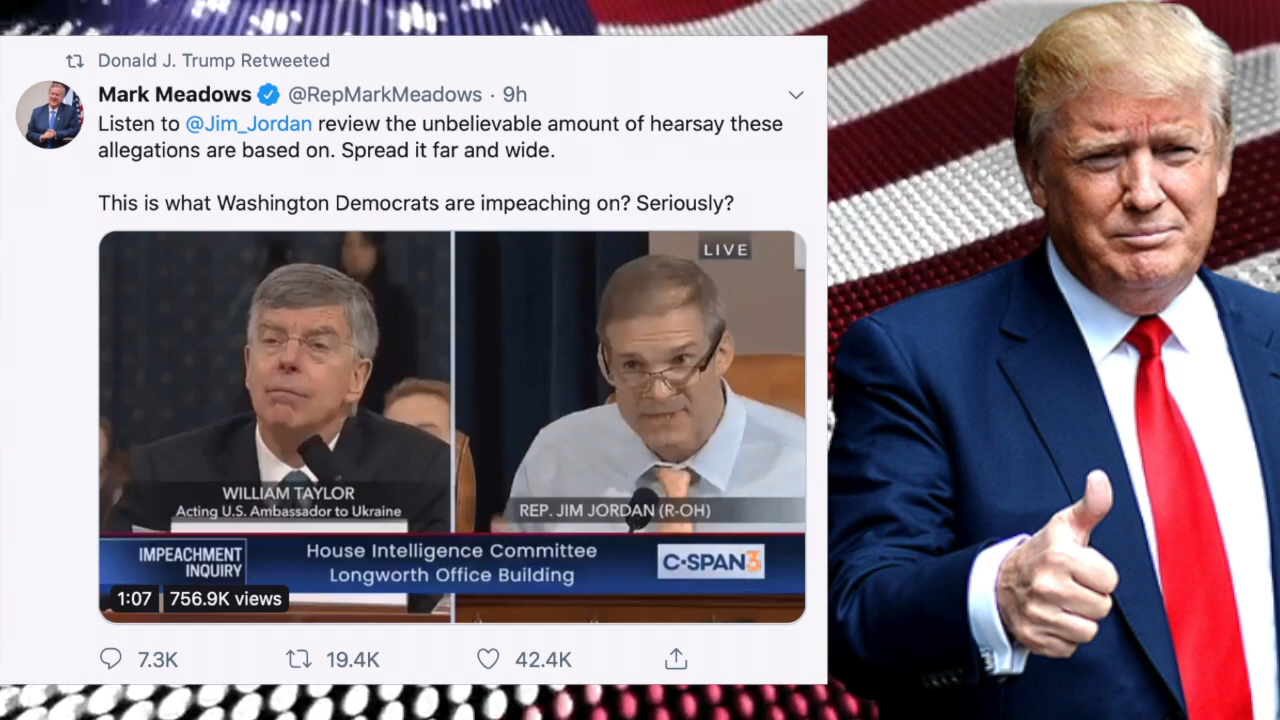 Donald J. Trump Retweeted
Mark Meadows @RepMarkMeadows · 9h
Listen to @Jim_Jordan review the unbelievable amount of hearsay these
allegations are based on. Spread it far and wide.
This is what Washington Democrats are impeaching on? Seriously?
LIVE
WILLIAM TAYLOR
Acting U.S. Ambassador to Ukraine
REP. JIM JORDAN (R-OH)
IMPEACHMENT
INQUIRY
House Intelligence Committee
Longworth Office Building
C·SPAN3
1:07 756.9K views
7.3K 19.4K 42.4K